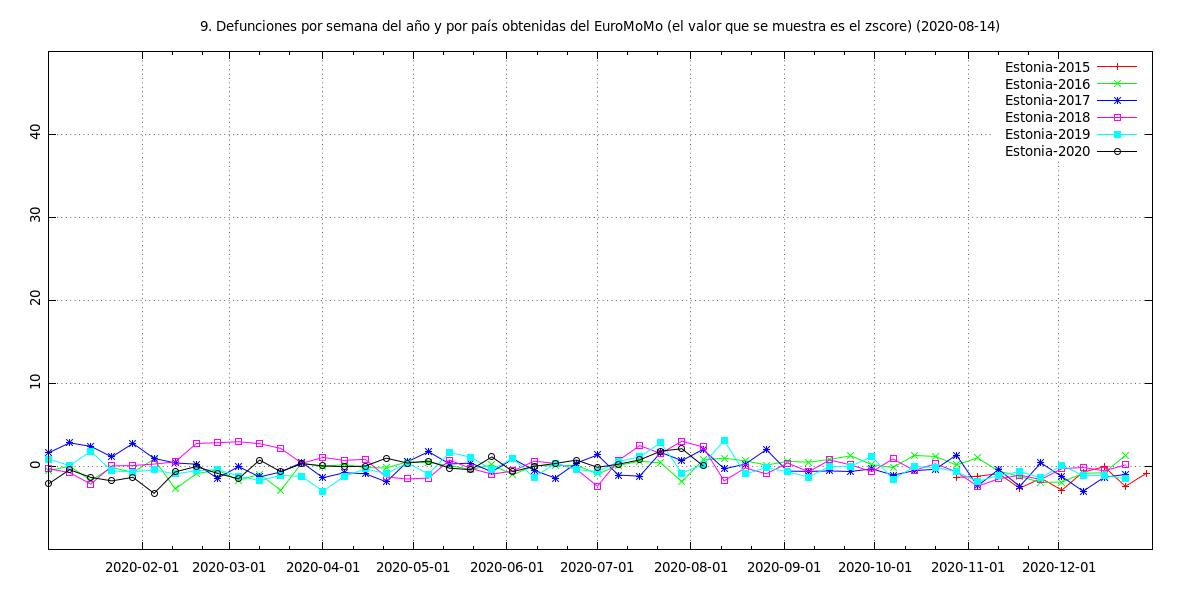 9. Defunciones por semana del año y por país obtenidas del EuroMoMo (el valor que se muestra es el zscore) (2020-08-14)
Estonia-2015
Estonia-2016
Estonia-2017
Estonia-2018
Estonia-2019
Estonia-2020
40
30
20
10
0
2020-02-01 2020-03-01 2020-04-01 2020-05-01 2020-06-01 2020-07-01 2020-08-01 2020-09-01 2020-10-01 2020-11-01 2020-12-01